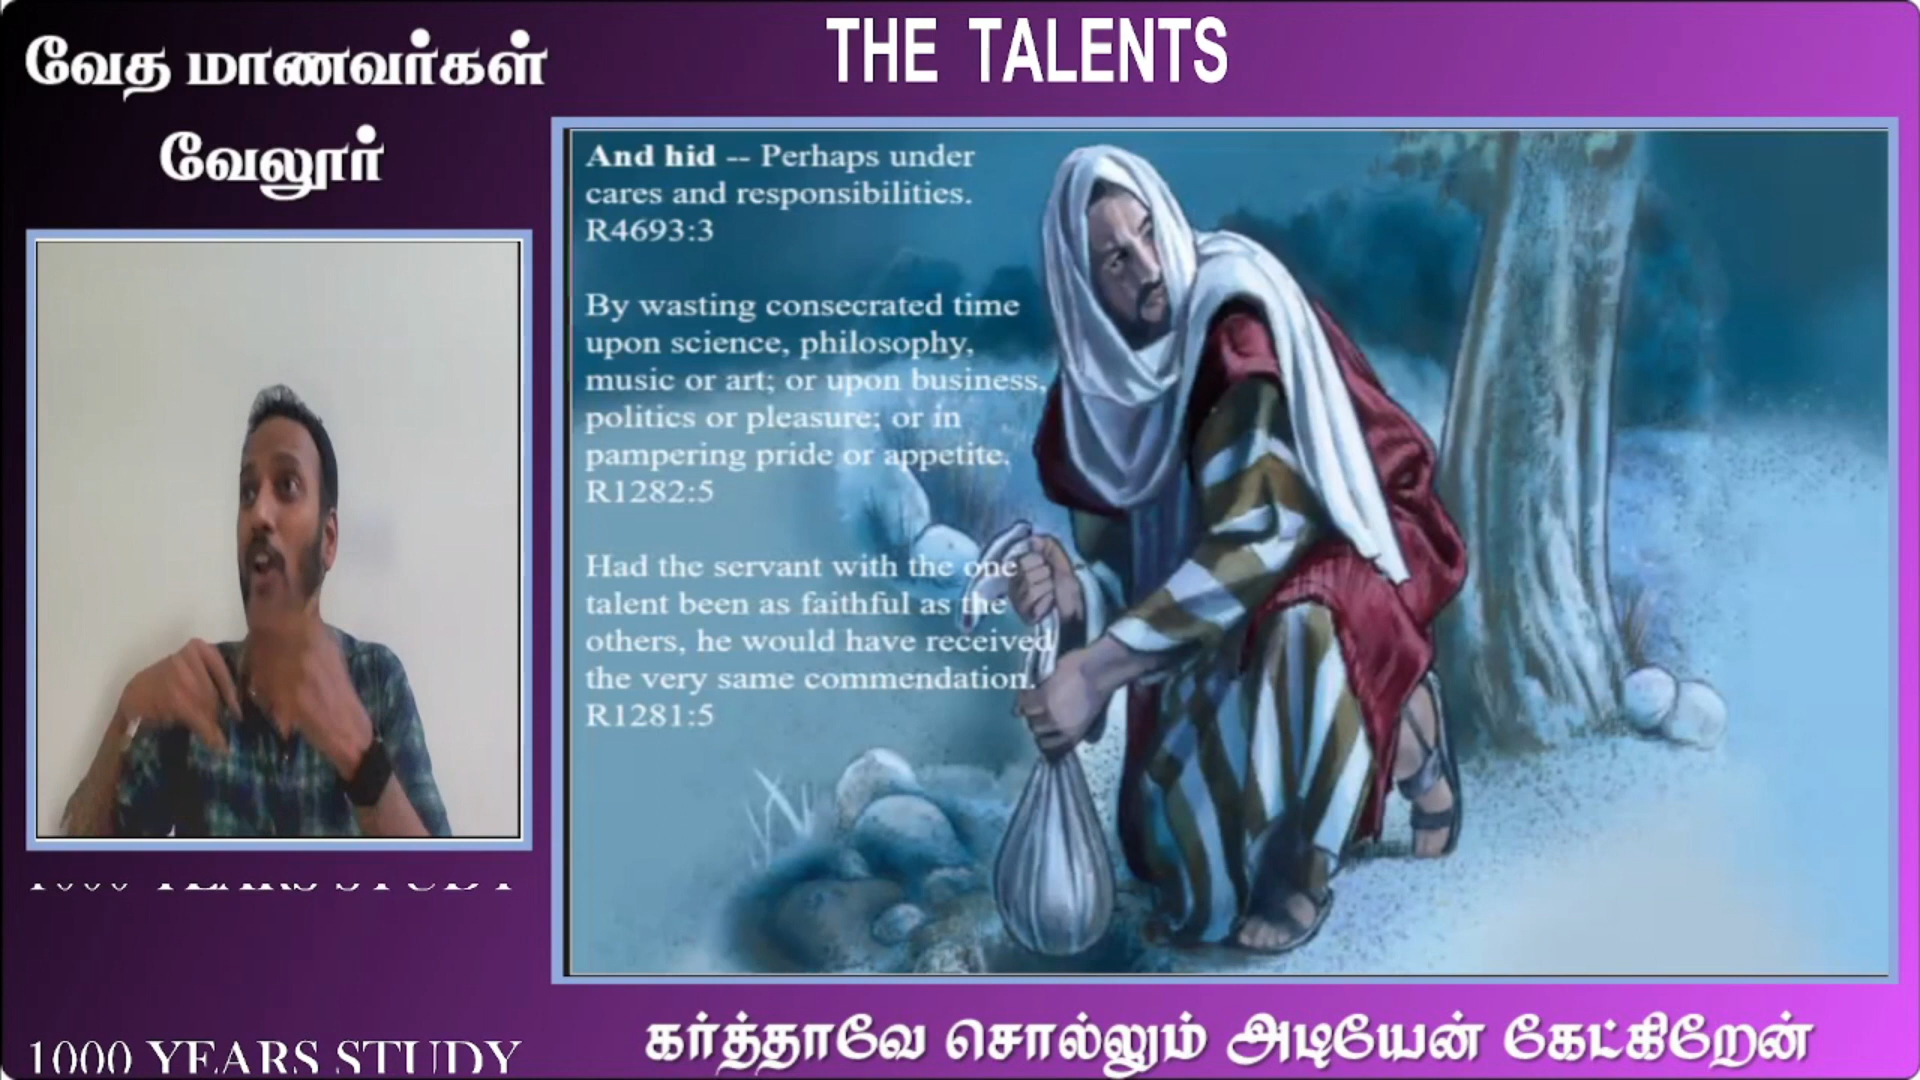 வேத மாணவர்கள்
வேலூர்
THE TALENTS
And hid -- Perhaps under
cares and responsibilities.
R4693:3
By wasting consecrated time
upon science, philosophy,
music or art; or upon business,
politics or pleasure; or in
pampering pride or appetite.
R1282:5
Had the servant with the one
talent been as faithful as the
others, he would have received
the very same commendation.
R1281:5
1000 YEARS STUDY
1000 YEARS STUDY
கர்த்தாவே சொல்லும் அடியேன் கேட்கிறேன்